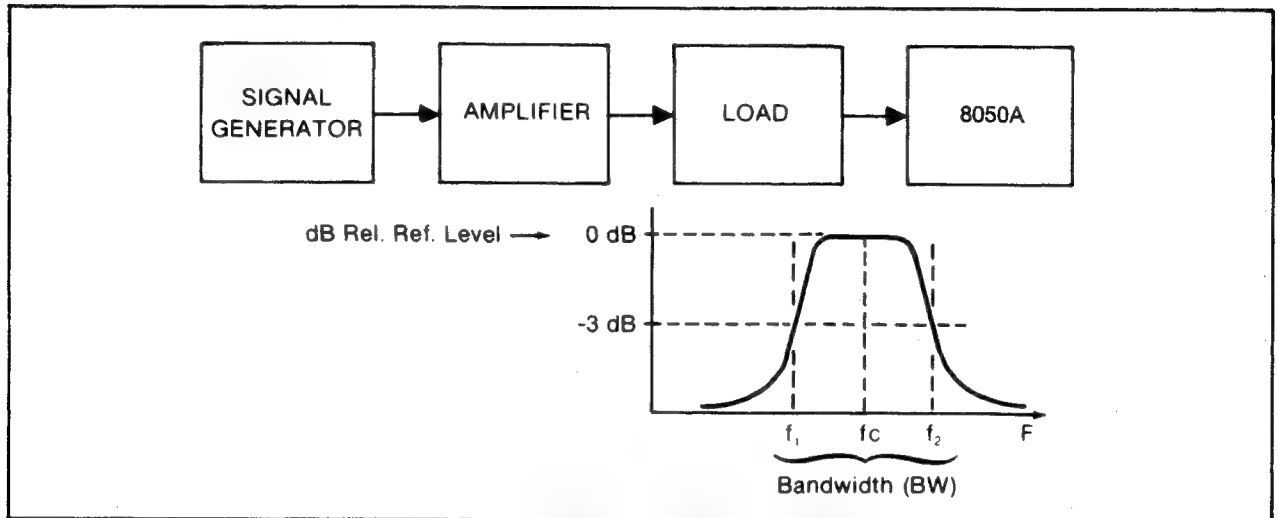 SIGNAL
GENERATOR
AMPLIFIER
LOAD
8050A
dB Rel. Ref. Level
0 dB
-3 dB
f₁ fc f₂ F
Bandwidth (BW)